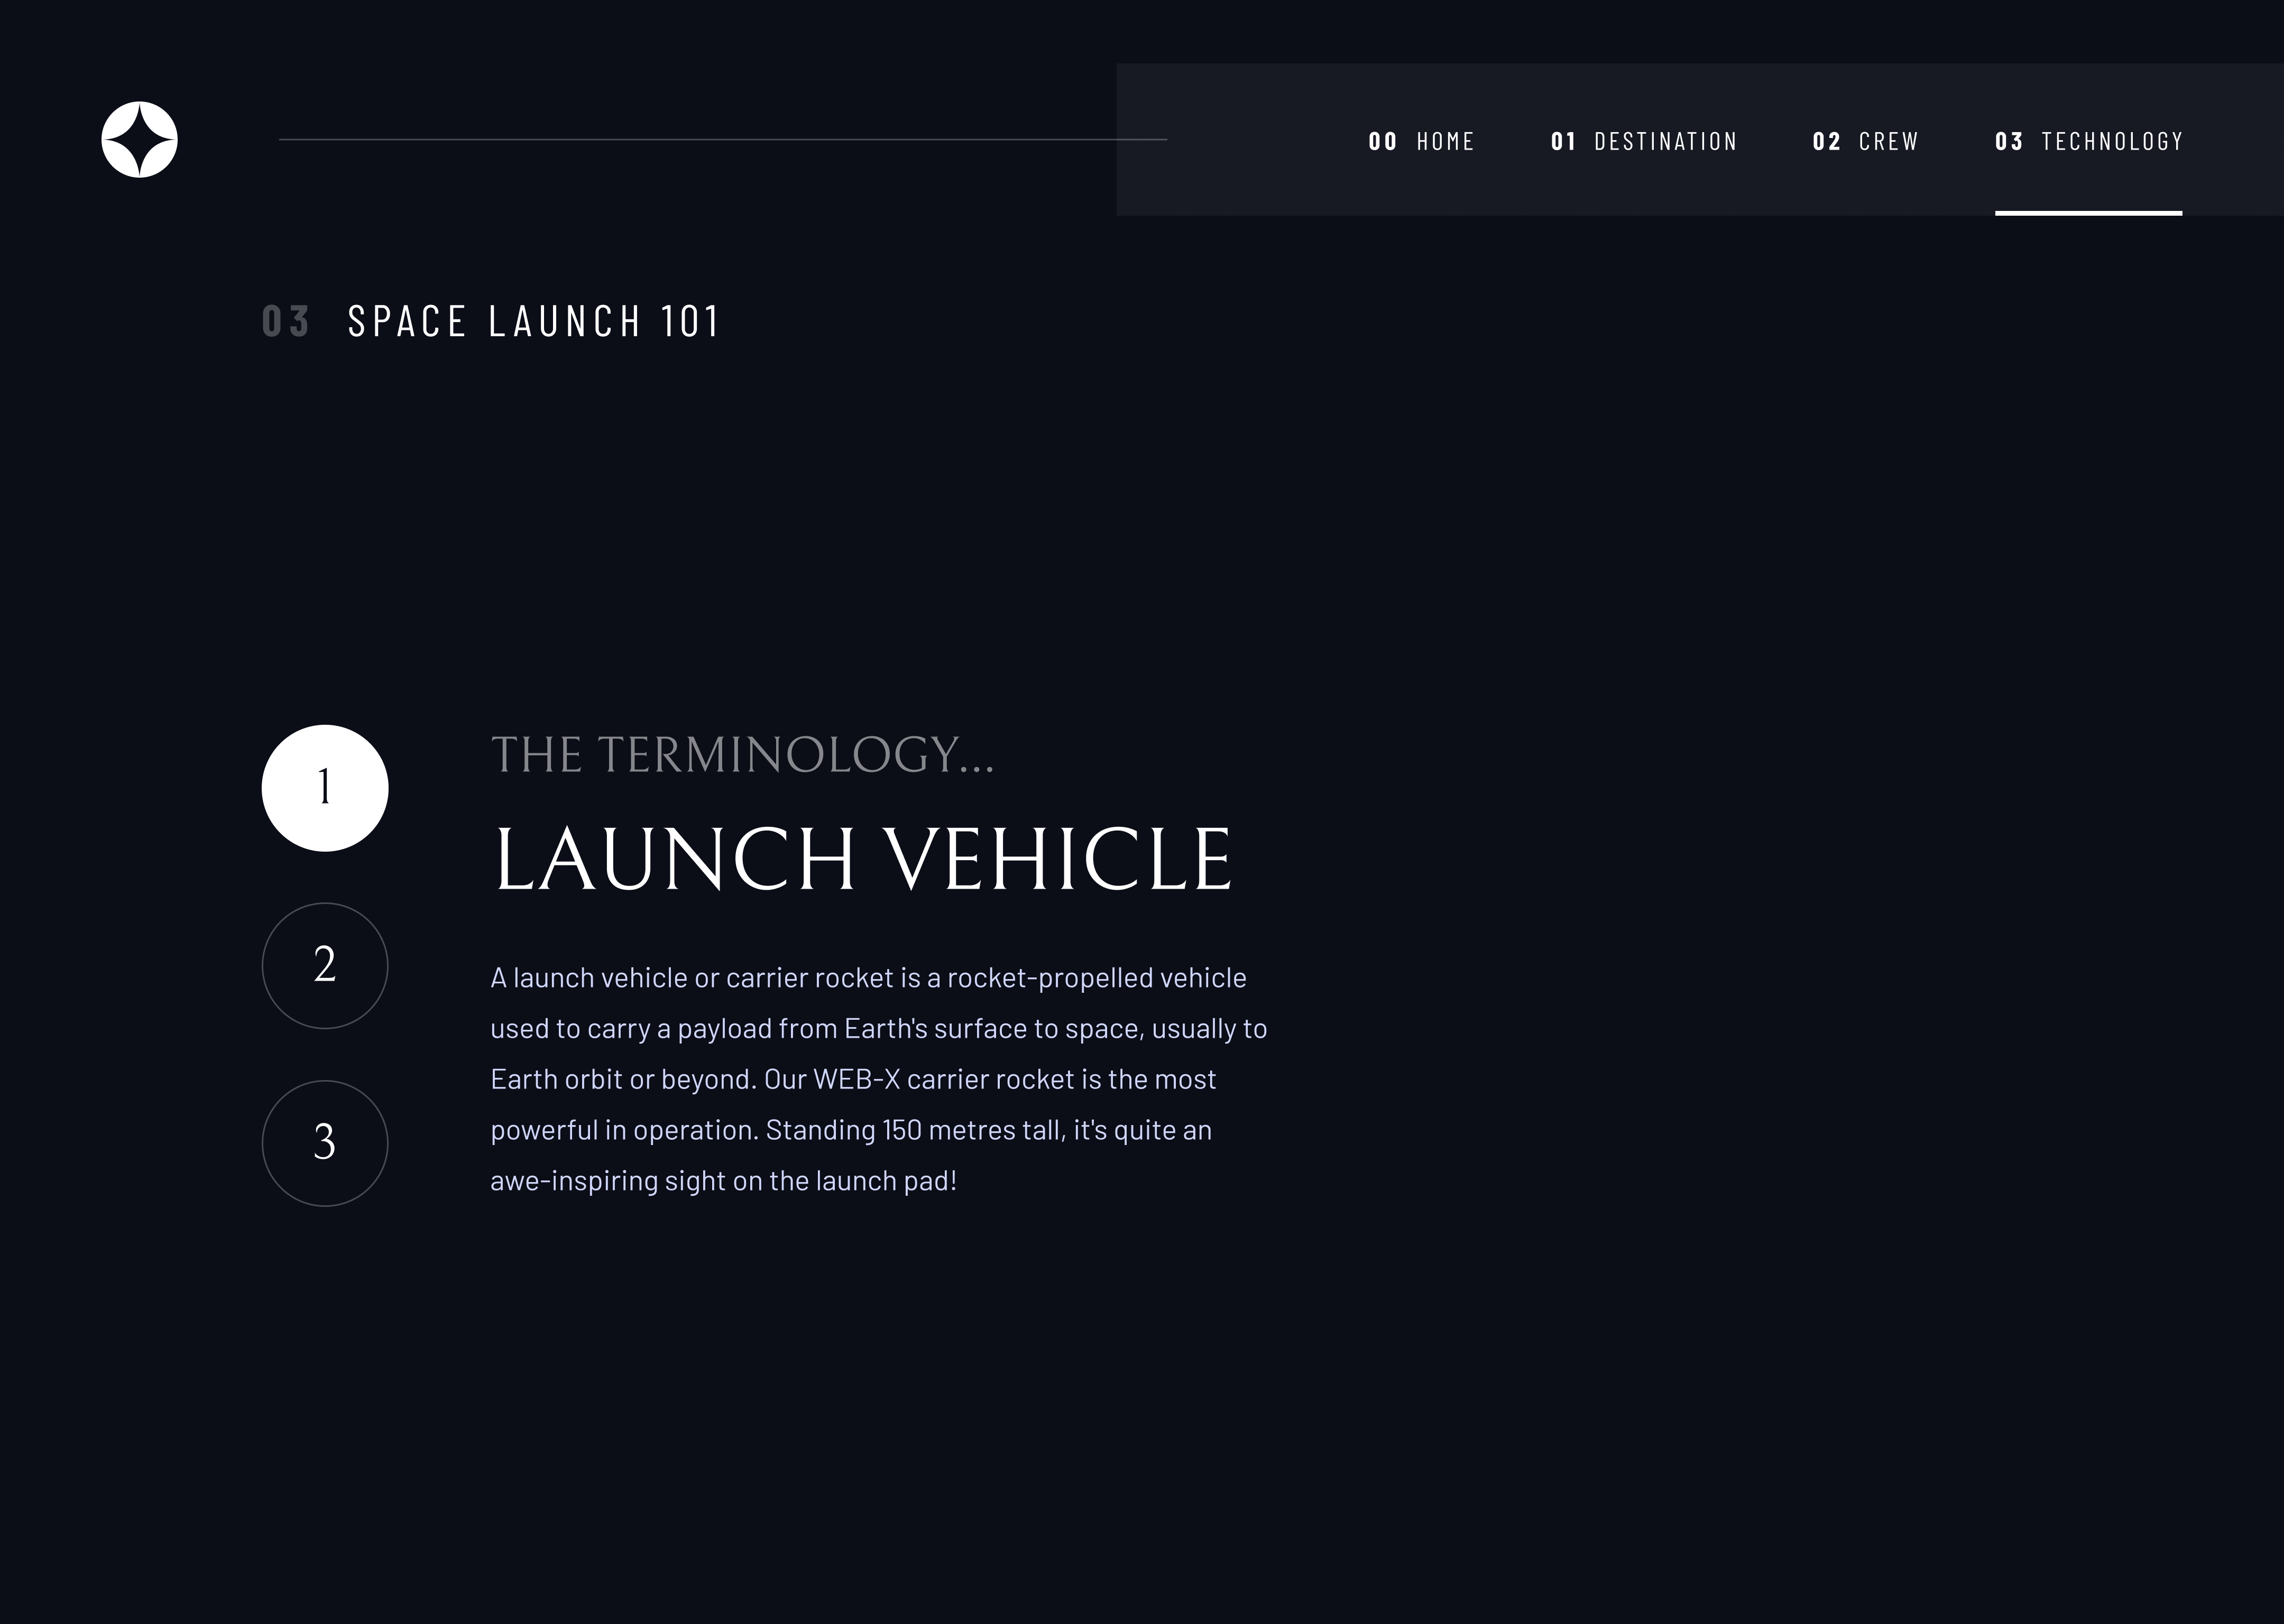 00 HOME 01 DESTINATION 02 CREW 03 TECHNOLOGY
03 SPACE LAUNCH 101
1
2
3
THE TERMINOLOGY...
LAUNCH VEHICLE
A launch vehicle or carrier rocket is a rocket-propelled vehicle
used to carry a payload from Earth's surface to space, usually to
Earth orbit or beyond. Our WEB-X carrier rocket is the most
powerful in operation. Standing 150 metres tall, it's quite an
awe-inspiring sight on the launch pad!